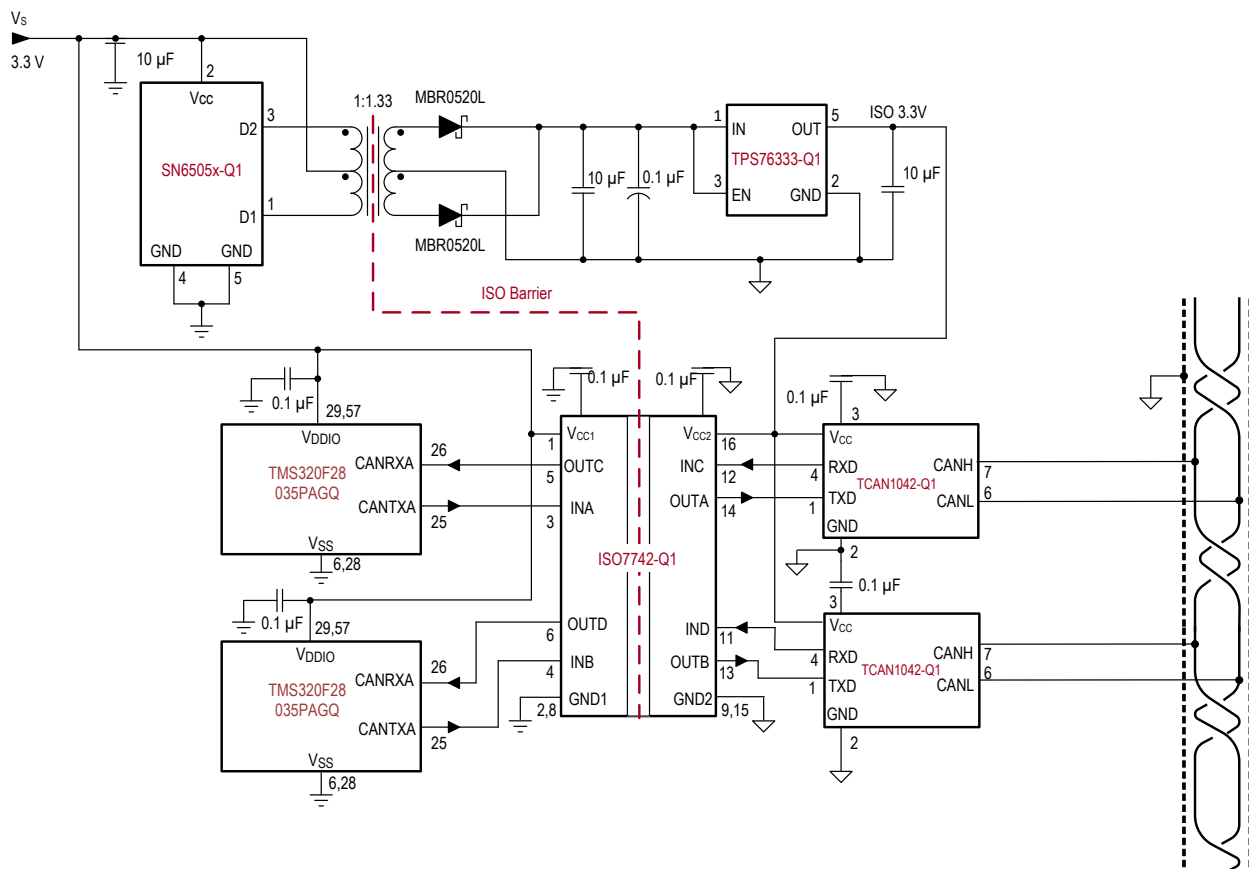 VS
3.3 V
10 µF
2
Vcc
3
D2
SN6505x-Q1
D1
1
GND
GND
4
5
1:1.33
MBR0520L
MBR0520L
10 µF
0.1 µF
1
IN
OUT
5
TPS76333-Q1
3
EN
GND
2
ISO 3.3V
10 µF
ISO Barrier
0.1 µF
29,57
VDDIO
TMS320F28
035PAGQ
CANRXA
26
CANTXA
25
VSS
6,28
0.1 µF
29,57
VDDIO
TMS320F28
035PAGQ
CANRXA
26
CANTXA
25
VSS
6,28
0.1 µF
0.1 µF
VCC1
1
OUTC
5
INA
3
ISO7742-Q1
OUTD
6
INB
4
GND1
2,8
VCC2
16
INC
12
OUTA
14
IND
11
OUTB
13
GND2
9,15
0.1 µF
3
VCC
RXD
4
TXD
1
GND
2
TCAN1042-Q1
CANH
7
CANL
6
0.1 µF
3
VCC
RXD
4
TXD
1
GND
2
TCAN1042-Q1
CANH
7
CANL
6